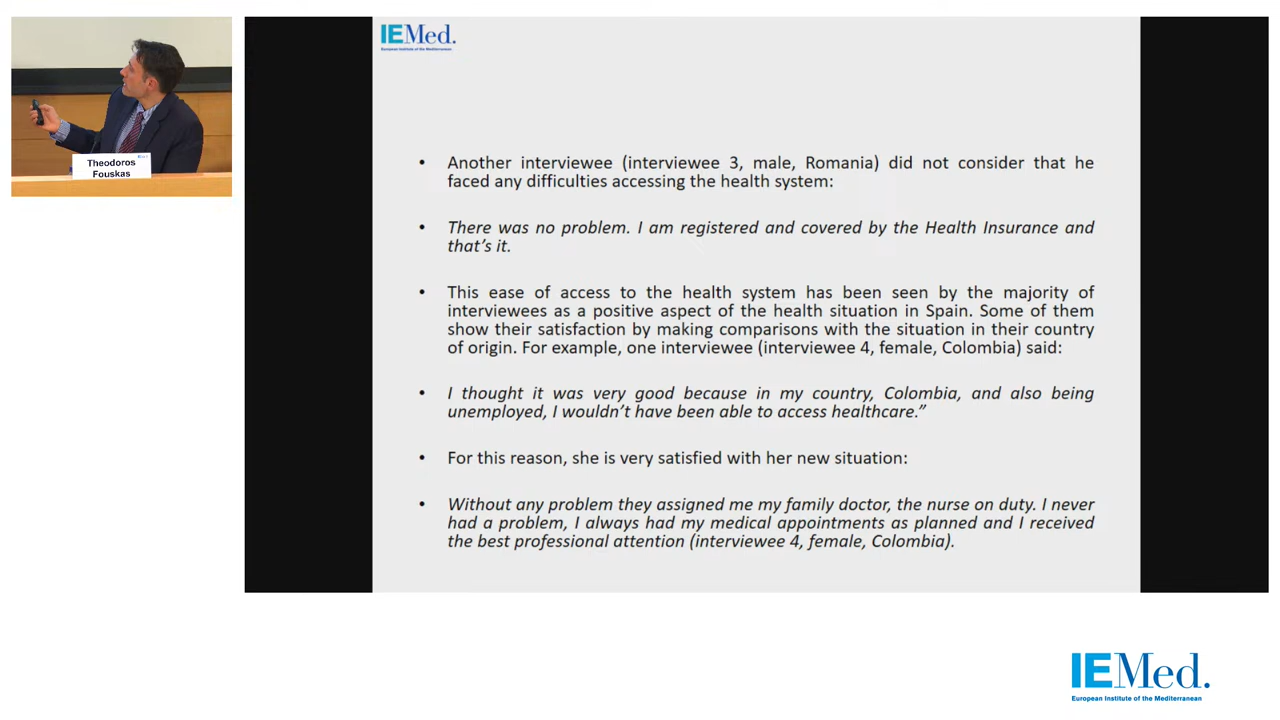 IEMed.
European Institute of the Mediterranean
Theodoros
Fouskas
• Another interviewee (interviewee 3, male, Romania) did not consider that he
faced any difficulties accessing the health system:
• There was no problem. I am registered and covered by the Health Insurance and
that’s it.
• This ease of access to the health system has been seen by the majority of
interviewees as a positive aspect of the health situation in Spain. Some of them
show their satisfaction by making comparisons with the situation in their country
of origin. For example, one interviewee (interviewee 4, female, Colombia) said:
• I thought it was very good because in my country, Colombia, and also being
unemployed, I wouldn’t have been able to access healthcare.”
• For this reason, she is very satisfied with her new situation:
• Without any problem they assigned me my family doctor, the nurse on duty. I never
had a problem, I always had my medical appointments as planned and I received
the best professional attention (interviewee 4, female, Colombia).
IEMed.
European Institute of the Mediterranean